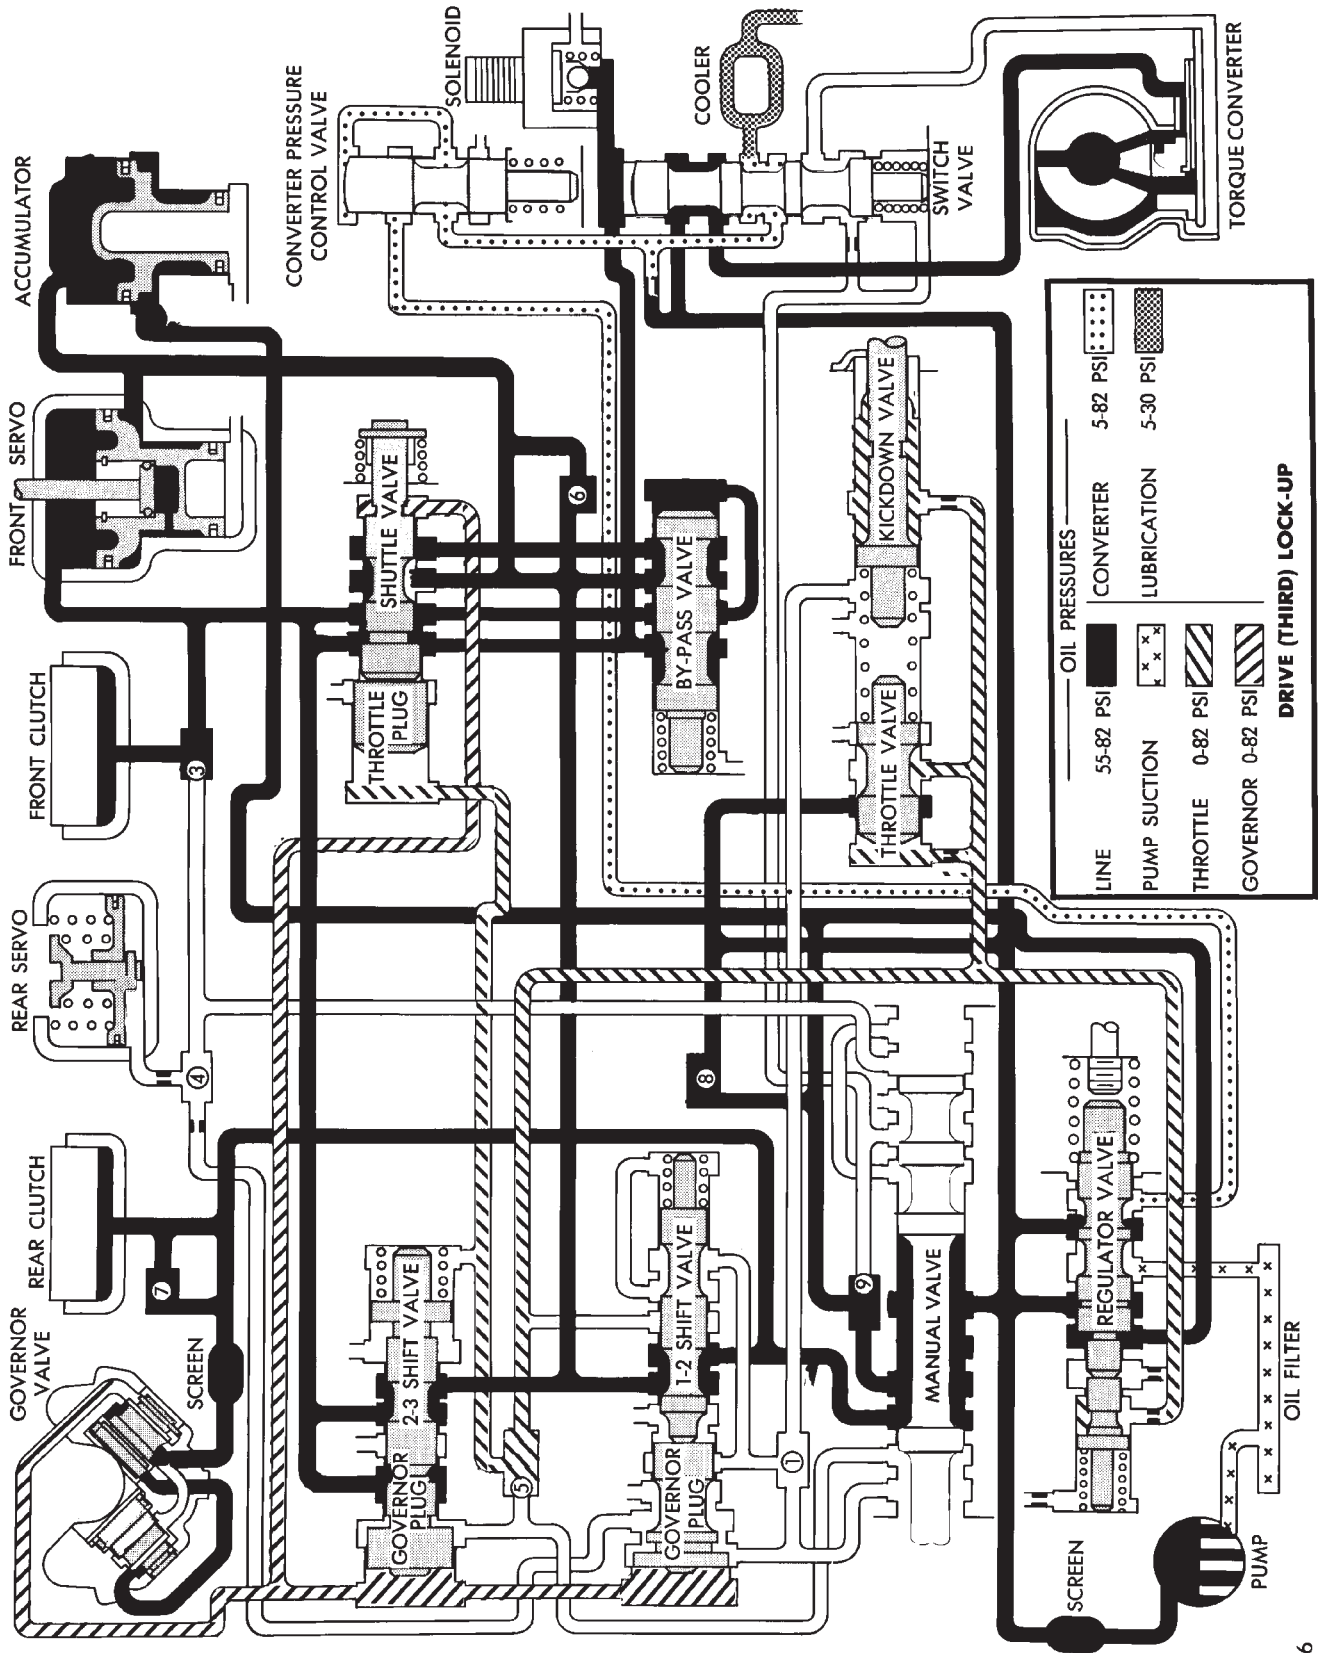 GOVERNOR
VALVE
REAR CLUTCH
REAR SERVO
FRONT CLUTCH
FRONT SERVO
ACCUMULATOR
SCREEN
7
4
3
CONVERTER PRESSURE
CONTROL VALVE
GOVERNOR
PLUG
2-3 SHIFT VALVE
THROTTLE
PLUG
SHUTTLE VALVE
SOLENOID
5
6
GOVERNOR
PLUG
1-2 SHIFT VALVE
BY-PASS VALVE
COOLER
8
1
9
THROTTLE VALVE
KICKDOWN VALVE
MANUAL VALVE
SWITCH
VALVE
SCREEN
REGULATOR VALVE
PUMP
OIL FILTER
TORQUE CONVERTER
OIL PRESSURES
LINE 55-82 PSI
CONVERTER 5-82 PSI
PUMP SUCTION
LUBRICATION 5-30 PSI
THROTTLE 0-82 PSI
GOVERNOR 0-82 PSI
DRIVE (THIRD) LOCK-UP
6